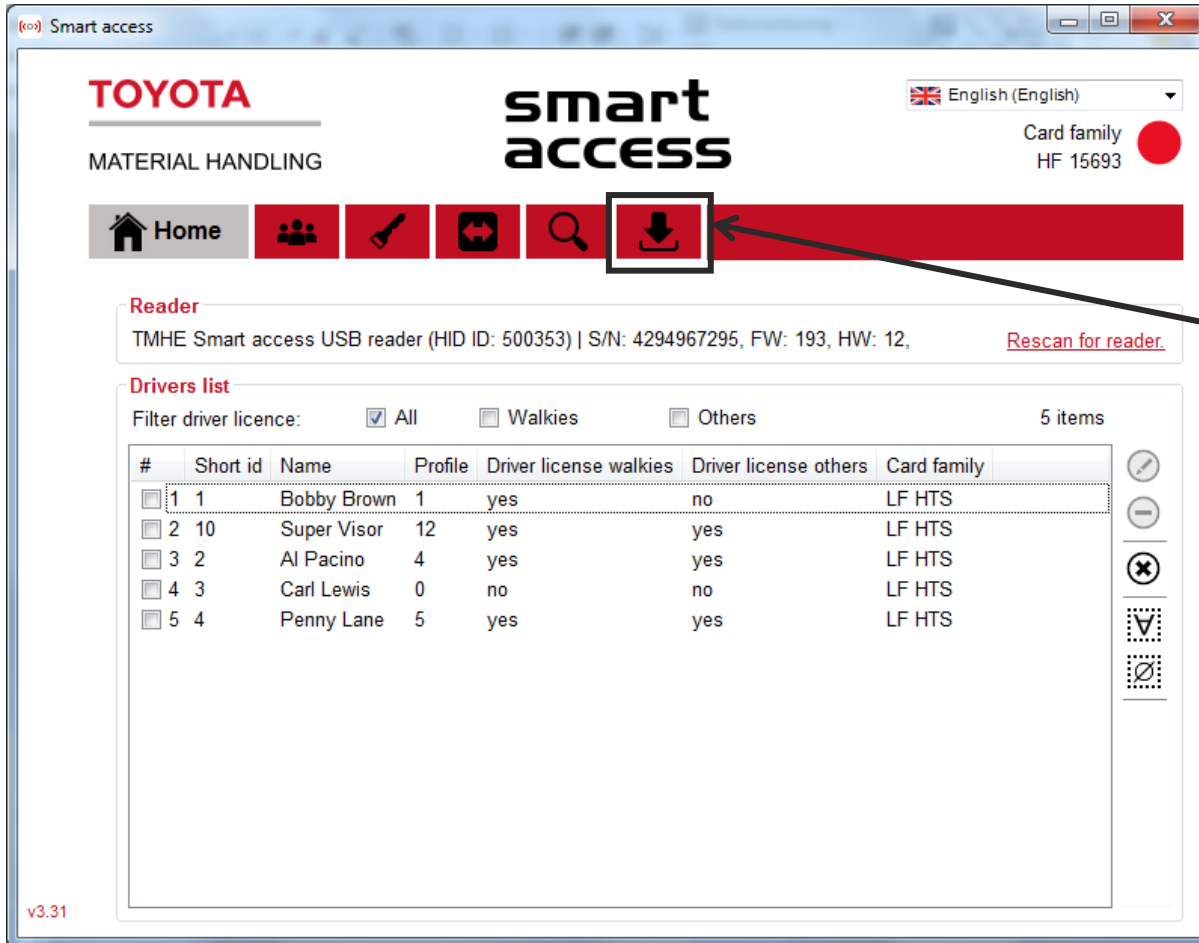 Smart access
TOYOTA
MATERIAL HANDLING
smart
access
English (English)
Card family
HF 15693
Home
Reader
TMHE Smart access USB reader (HID ID: 500353) | S/N: 4294967295, FW: 193, HW: 12,
Rescan for reader.
Drivers list
Filter driver licence: All Walkies Others 5 items
# Short id Name Profile Driver license walkies Driver license others Card family
1 1 Bobby Brown 1 yes no LF HTS
2 10 Super Visor 12 yes yes LF HTS
3 2 Al Pacino 4 yes yes LF HTS
4 3 Carl Lewis 0 no no LF HTS
5 4 Penny Lane 5 yes yes LF HTS
v3.31